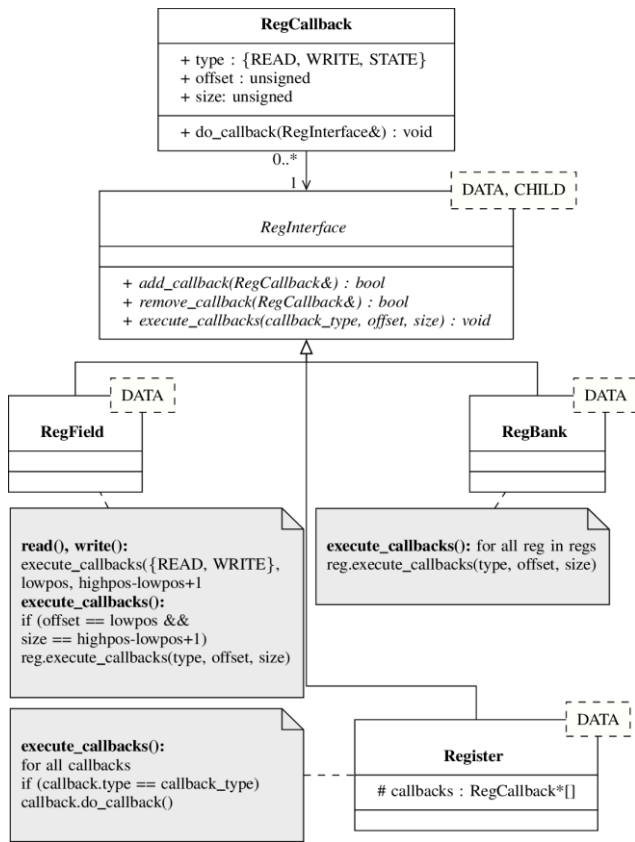 RegCallback
+ type : {READ, WRITE, STATE}
+ offset : unsigned
+ size: unsigned
+ do_callback(RegInterface&) : void
0..*
1
DATA, CHILD
RegInterface
+ add_callback(RegCallback&) : bool
+ remove_callback(RegCallback&) : bool
+ execute_callbacks(callback_type, offset, size) : void
DATA
RegField
DATA
RegBank
read(), write():
execute_callbacks({READ, WRITE},
lowpos, highpos-lowpos+1
execute_callbacks():
if (offset == lowpos &&
size == highpos-lowpos+1)
reg.execute_callbacks(type, offset, size)
execute_callbacks(): for all reg in regs
reg.execute_callbacks(type, offset, size)
execute_callbacks():
for all callbacks
if (callback.type == callback_type)
callback.do_callback()
DATA
Register
# callbacks : RegCallback*[]